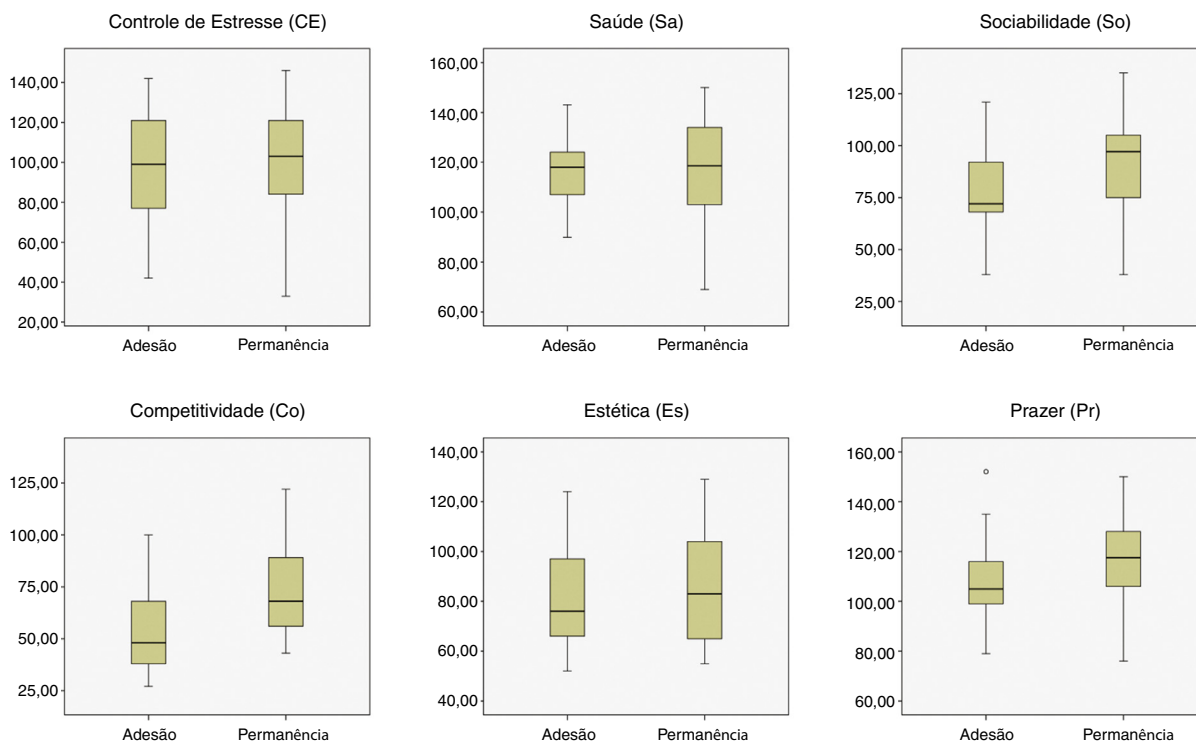 Controle de Estresse (CE)
140,00
120,00
100,00
80,00
60,00
40,00
20,00
Adesão
Permanência
Saúde (Sa)
160,00
140,00
120,00
100,00
80,00
60,00
Adesão
Permanência
Sociabilidade (So)
125,00
100,00
75,00
50,00
25,00
Adesão
Permanência
Competitividade (Co)
125,00
100,00
75,00
50,00
25,00
Adesão
Permanência
Estética (Es)
140,00
120,00
100,00
80,00
60,00
40,00
Adesão
Permanência
Prazer (Pr)
160,00
140,00
120,00
100,00
80,00
60,00
Adesão
Permanência